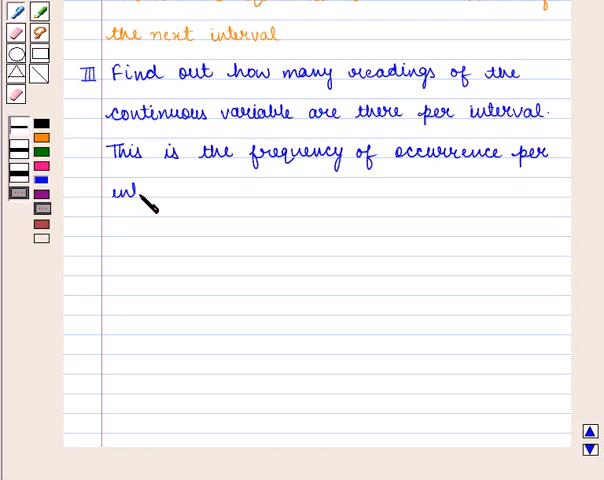 the next interval
III Find out how many readings of the
continuous variable are there per interval.
This is the frequency of occurrence per
int